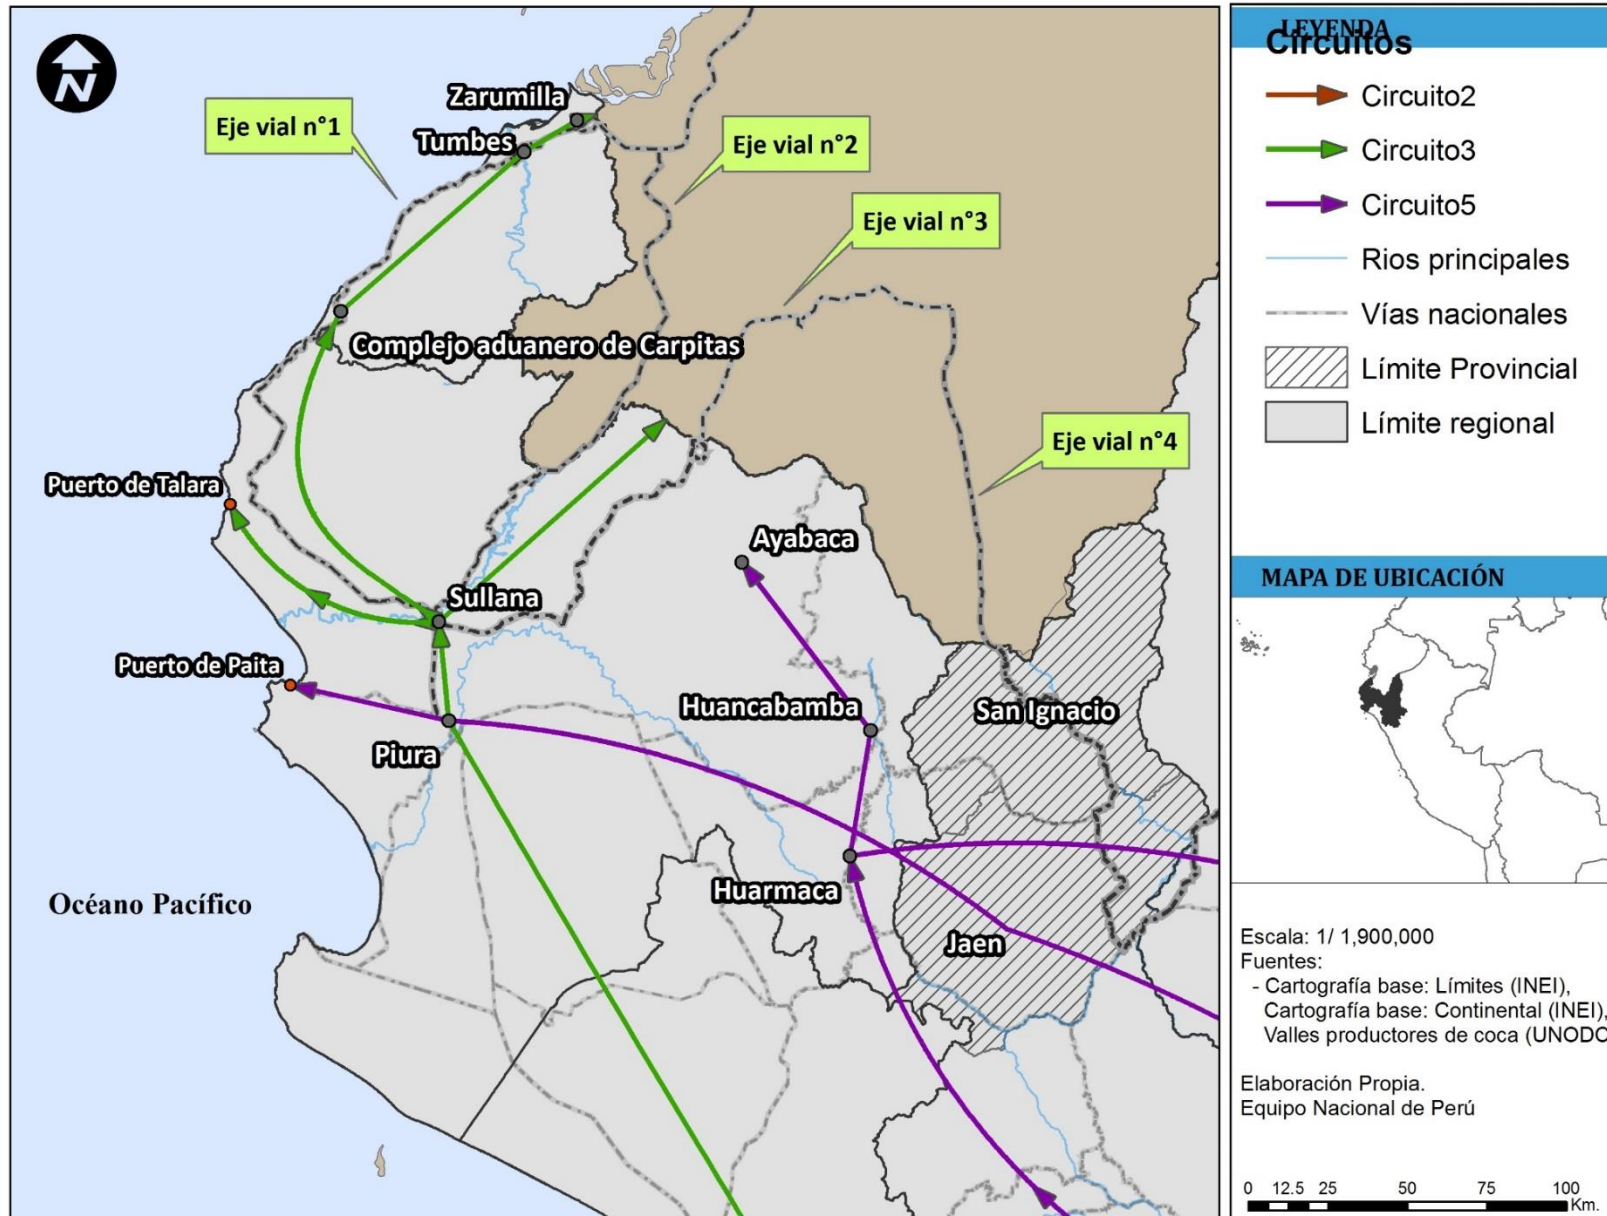 N
Zarumilla
Tumbes
Eje vial n°1
Eje vial n°2
Eje vial n°3
Complejo aduanero de Carpitas
Eje vial n°4
Puerto de Talara
Ayabaca
Sullana
Puerto de Paita
Huancabamba
San Ignacio
Piura
Huarmaca
Océano Pacífico
Jaen
LEYENDA
Circuitos
Circuito2
Circuito3
Circuito5
Rios principales
Vías nacionales
Límite Provincial
Límite regional
MAPA DE UBICACIÓN
Escala: 1/ 1,900,000
Fuentes:
- Cartografía base: Límites (INEI),
Cartografía base: Continental (INEI),
Valles productores de coca (UNODC
Elaboración Propia.
Equipo Nacional de Perú
0 12.5 25 50 75 100
Km.